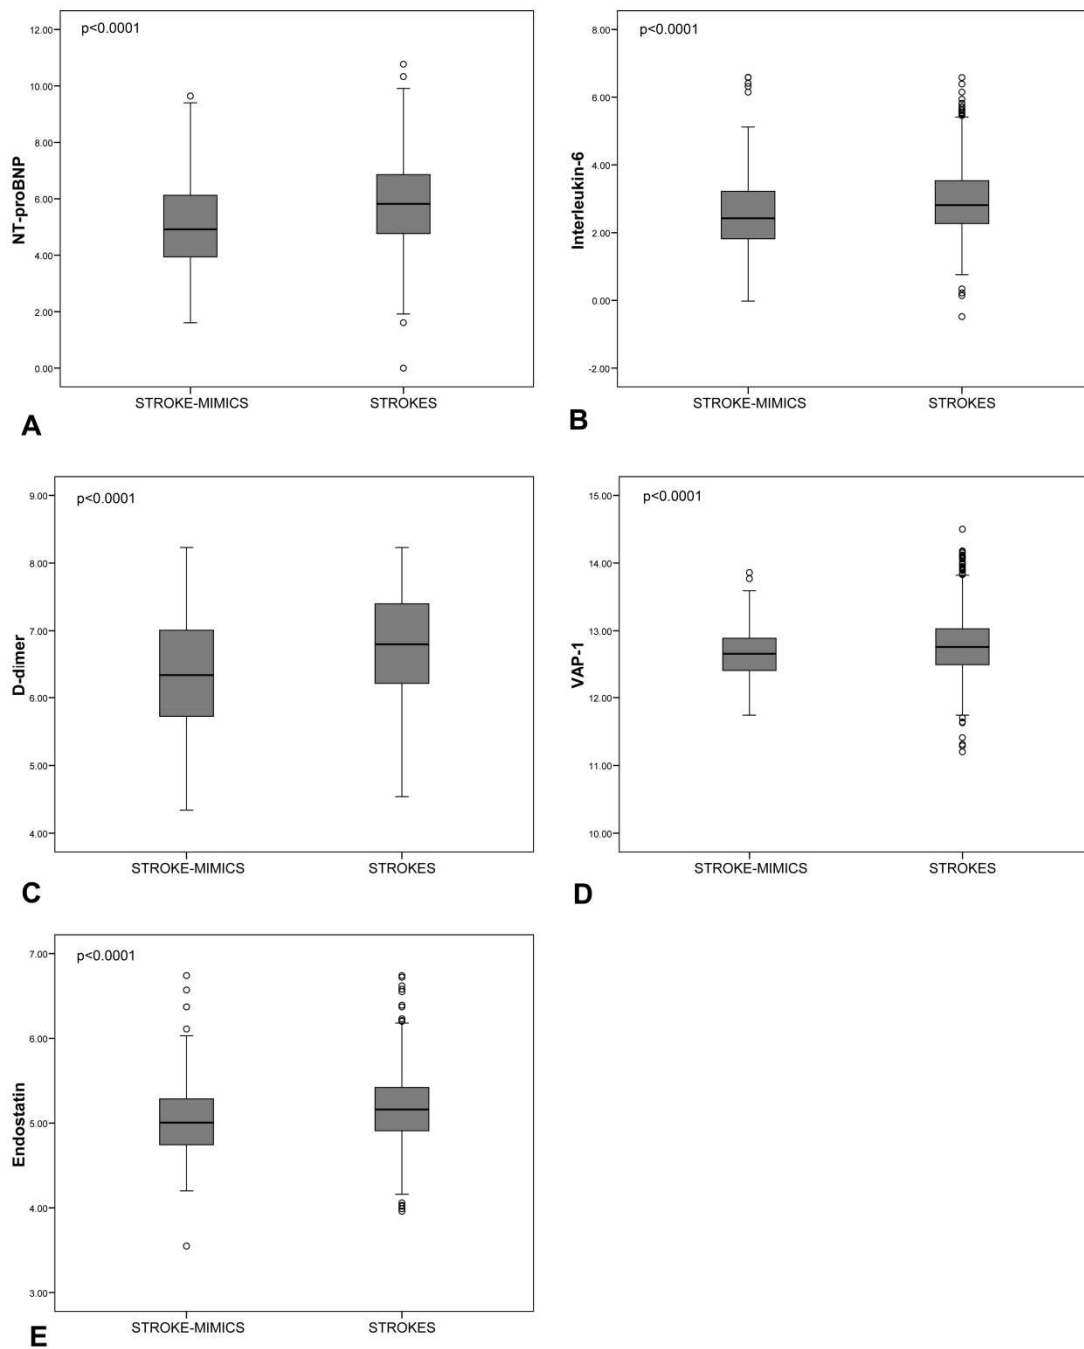 p<0.0001
NT-proBNP
12.00
10.00
8.00
6.00
4.00
2.00
0.00
STROKE-MIMICS STROKES
A
p<0.0001
Interleukin-6
8.00
6.00
4.00
2.00
0.00
-2.00
STROKE-MIMICS STROKES
B
p<0.0001
D-dimer
9.00
8.00
7.00
6.00
5.00
4.00
STROKE-MIMICS STROKES
C
p<0.0001
VAP-1
15.00
14.00
13.00
12.00
11.00
10.00
STROKE-MIMICS STROKES
D
p<0.0001
Endostatin
7.00
6.00
5.00
4.00
3.00
STROKE-MIMICS STROKES
E